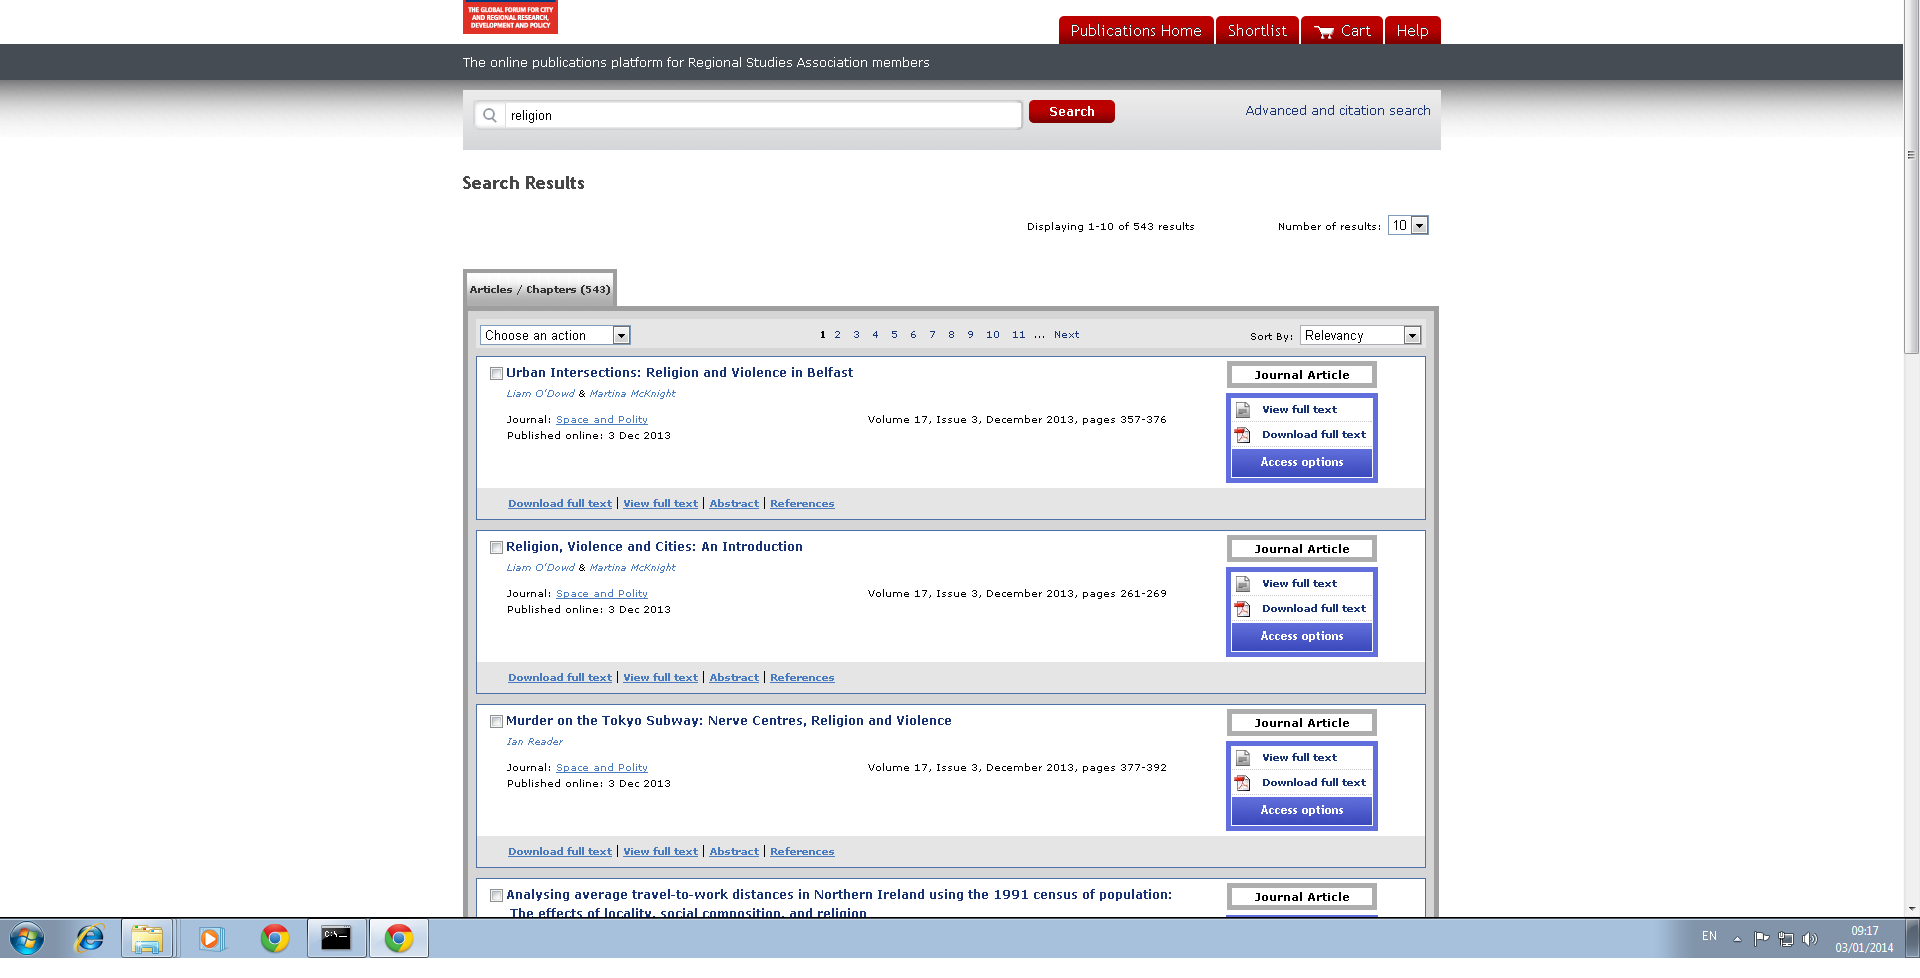 THE GLOBAL FORUM FOR CITY
AND REGIONAL RESEARCH,
DEVELOPMENT AND POLICY
Publications Home
Shortlist
Cart
Help
The online publications platform for Regional Studies Association members
religion
Search
Advanced and citation search
Search Results
Displaying 1-10 of 543 results
Number of results: 10
Articles / Chapters (543)
Choose an action
1 2 3 4 5 6 7 8 9 10 11 ... Next
Sort By: Relevancy
Urban Intersections: Religion and Violence in Belfast
Liam O'Dowd & Martina McKnight
Journal: Space and Polity
Volume 17, Issue 3, December 2013, pages 357-376
Published online: 3 Dec 2013
Journal Article
View full text
Download full text
Access options
Download full text | View full text | Abstract | References
Religion, Violence and Cities: An Introduction
Liam O'Dowd & Martina McKnight
Journal: Space and Polity
Volume 17, Issue 3, December 2013, pages 261-269
Published online: 3 Dec 2013
Journal Article
View full text
Download full text
Access options
Download full text | View full text | Abstract | References
Murder on the Tokyo Subway: Nerve Centres, Religion and Violence
Ian Reader
Journal: Space and Polity
Volume 17, Issue 3, December 2013, pages 377-392
Published online: 3 Dec 2013
Journal Article
View full text
Download full text
Access options
Download full text | View full text | Abstract | References
Analysing average travel-to-work distances in Northern Ireland using the 1991 census of population:
The effects of locality, social composition, and religion
Journal Article
C:\
EN
09:17
03/01/2014